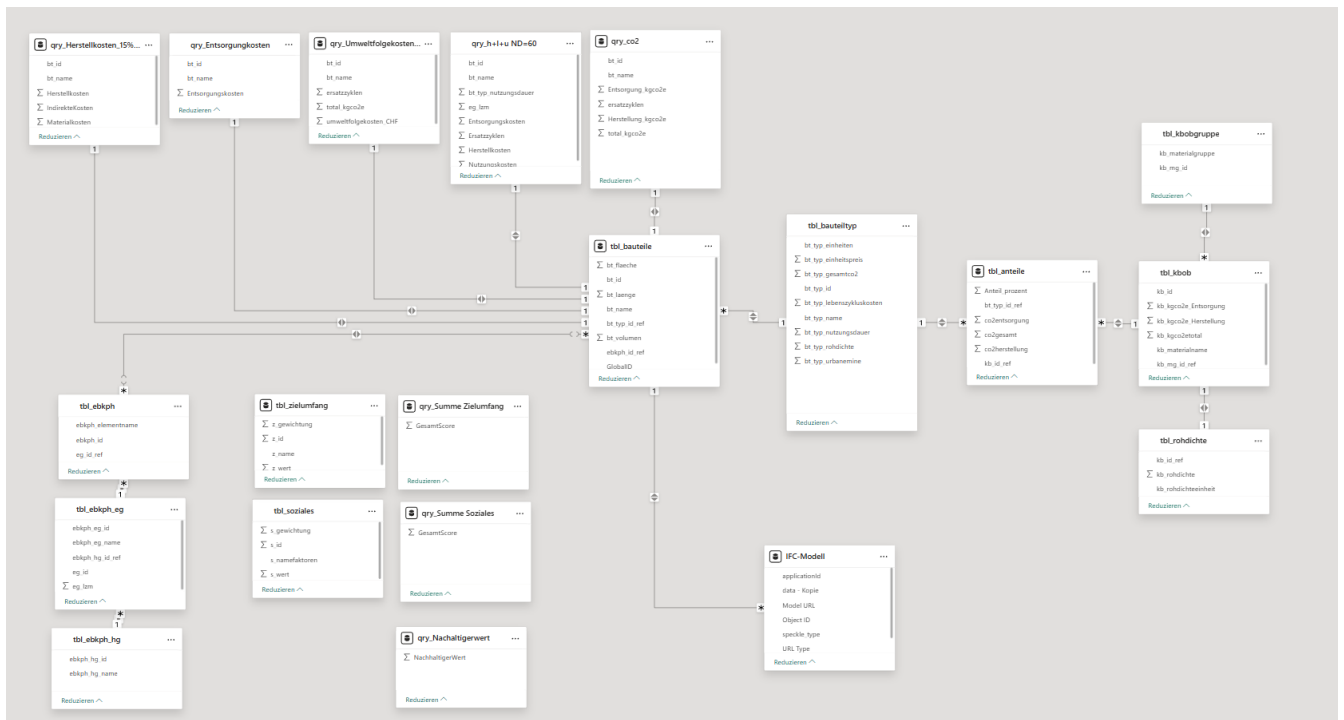 qry_Herstellkosten_15%... ...
bt_id
bt_name
∑ Herstellkosten
∑ IndirekteKosten
∑ Materialkosten
Reduzieren
qry_Entsorgungkosten ...
bt_id
bt_name
∑ Entsorgungskosten
Reduzieren
qry_Umweltfolgekosten... ...
bt_id
bt_name
∑ ersatzzyklen
∑ total_kgco2e
∑ umweltfolgekosten_CHF
Reduzieren
qry_h+l+u ND=60 ...
bt_id
bt_name
∑ bt_typ_nutzungsdauer
∑ eg_lzm
∑ Entsorgungskosten
∑ Ersatzzyklen
∑ Herstellkosten
∑ Nutzungskosten
Reduzieren
qry_co2 ...
bt_id
bt_name
∑ Entsorgung_kgco2e
∑ ersatzzyklen
∑ Herstellung_kgco2e
∑ total_kgco2e
Reduzieren
tbl_kbobgruppe ...
kb_materialgruppe
kb_mg_id
Reduzieren
tbl_bauteile ...
∑ bt_flaeche
bt_id
∑ bt_laenge
bt_name
bt_typ_id_ref
∑ bt_volumen
ebkph_id_ref
GlobalID
Reduzieren
tbl_bauteiltyp ...
bt_typ_einheiten
∑ bt_typ_einheitspreis
∑ bt_typ_gesamtco2
bt_typ_id
∑ bt_typ_lebenszykluskosten
bt_typ_name
∑ bt_typ_nutzungsdauer
∑ bt_typ_rohdichte
∑ bt_typ_urbanemine
Reduzieren
tbl_anteile ...
∑ Anteil_prozent
bt_typ_id_ref
∑ co2entsorgung
∑ co2gesamt
∑ co2herstellung
kb_id_ref
Reduzieren
tbl_kbob ...
kb_id
∑ kb_kgco2e_Entsorgung
∑ kb_kgco2e_Herstellung
∑ kb_kgco2etotal
kb_materialname
kb_mg_id_ref
Reduzieren
tbl_ebkph ...
ebkph_elementname
ebkph_id
eg_id_ref
Reduzieren
tbl_zielumfang ...
∑ z_gewichtung
∑ z_id
z_name
∑ z_wert
Reduzieren
qry_Summe Zielumfang ...
∑ GesamtScore
Reduzieren
tbl_rohdichte ...
kb_id_ref
∑ kb_rohdichte
kb_rohdichteeinheit
Reduzieren
tbl_ebkph_eg ...
ebkph_eg_id
ebkph_eg_name
ebkph_hg_id_ref
eg_id
∑ eg_lzm
Reduzieren
tbl_soziales ...
∑ s_gewichtung
∑ s_id
s_namefaktoren
∑ s_wert
Reduzieren
qry_Summe Soziales ...
∑ GesamtScore
Reduzieren
IFC-Modell ...
applicationId
data - Kopie
Model URL
Object ID
speckle_type
URL Type
Reduzieren
tbl_ebkph_hg ...
ebkph_hg_id
ebkph_hg_name
Reduzieren
qry_Nachaltigerwert ...
∑ NachhaltigerWert
Reduzieren